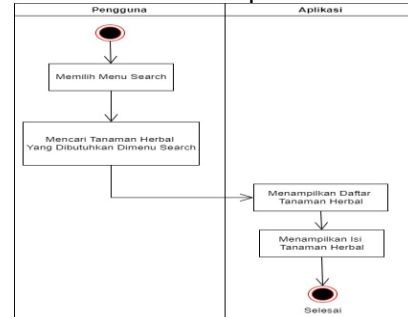 Pengguna
Aplikasi
Memilih Menu Search
Mencari Tanaman Herbal
Yang Dibutuhkan Dimenu Search
Menampilkan Daftar
Tanaman Herbal
Menampilkan Isi
Tanaman Herbal
Selesai